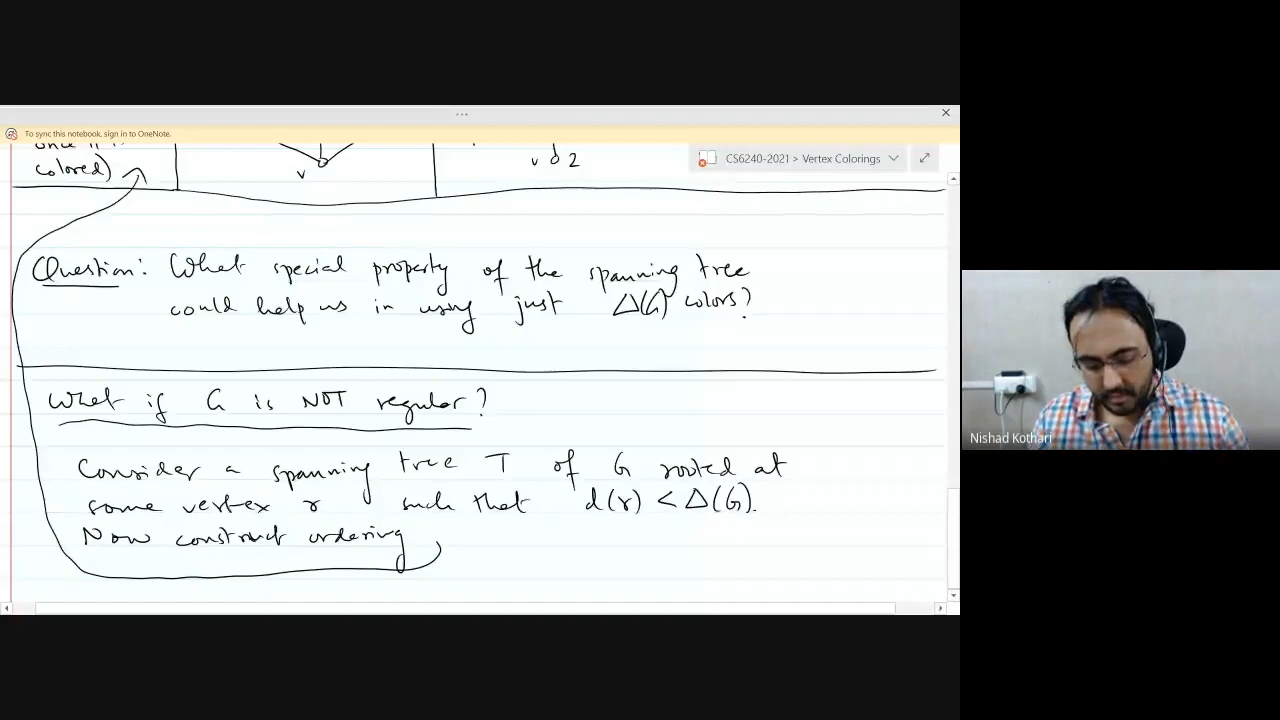 To sync this notebook, sign in to OneNote.
colored)
v
v 2
CS6240-2021 > Vertex Colorings
Question: What special property of the spanning tree
could help us in using just Δ(G) colors?
What if G is NOT regular?
Consider a spanning tree T of G rooted at
some vertex r such that d(r) < Δ(G).
Now construct ordering
Nishad Kothari